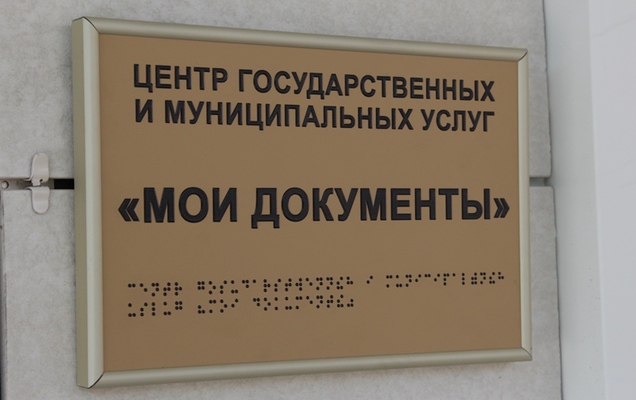 ЦЕНТР ГОСУДАРСТВЕННЫХ
И МУНИЦИПАЛЬНЫХ УСЛУГ
«МОИ ДОКУМЕНТЫ»